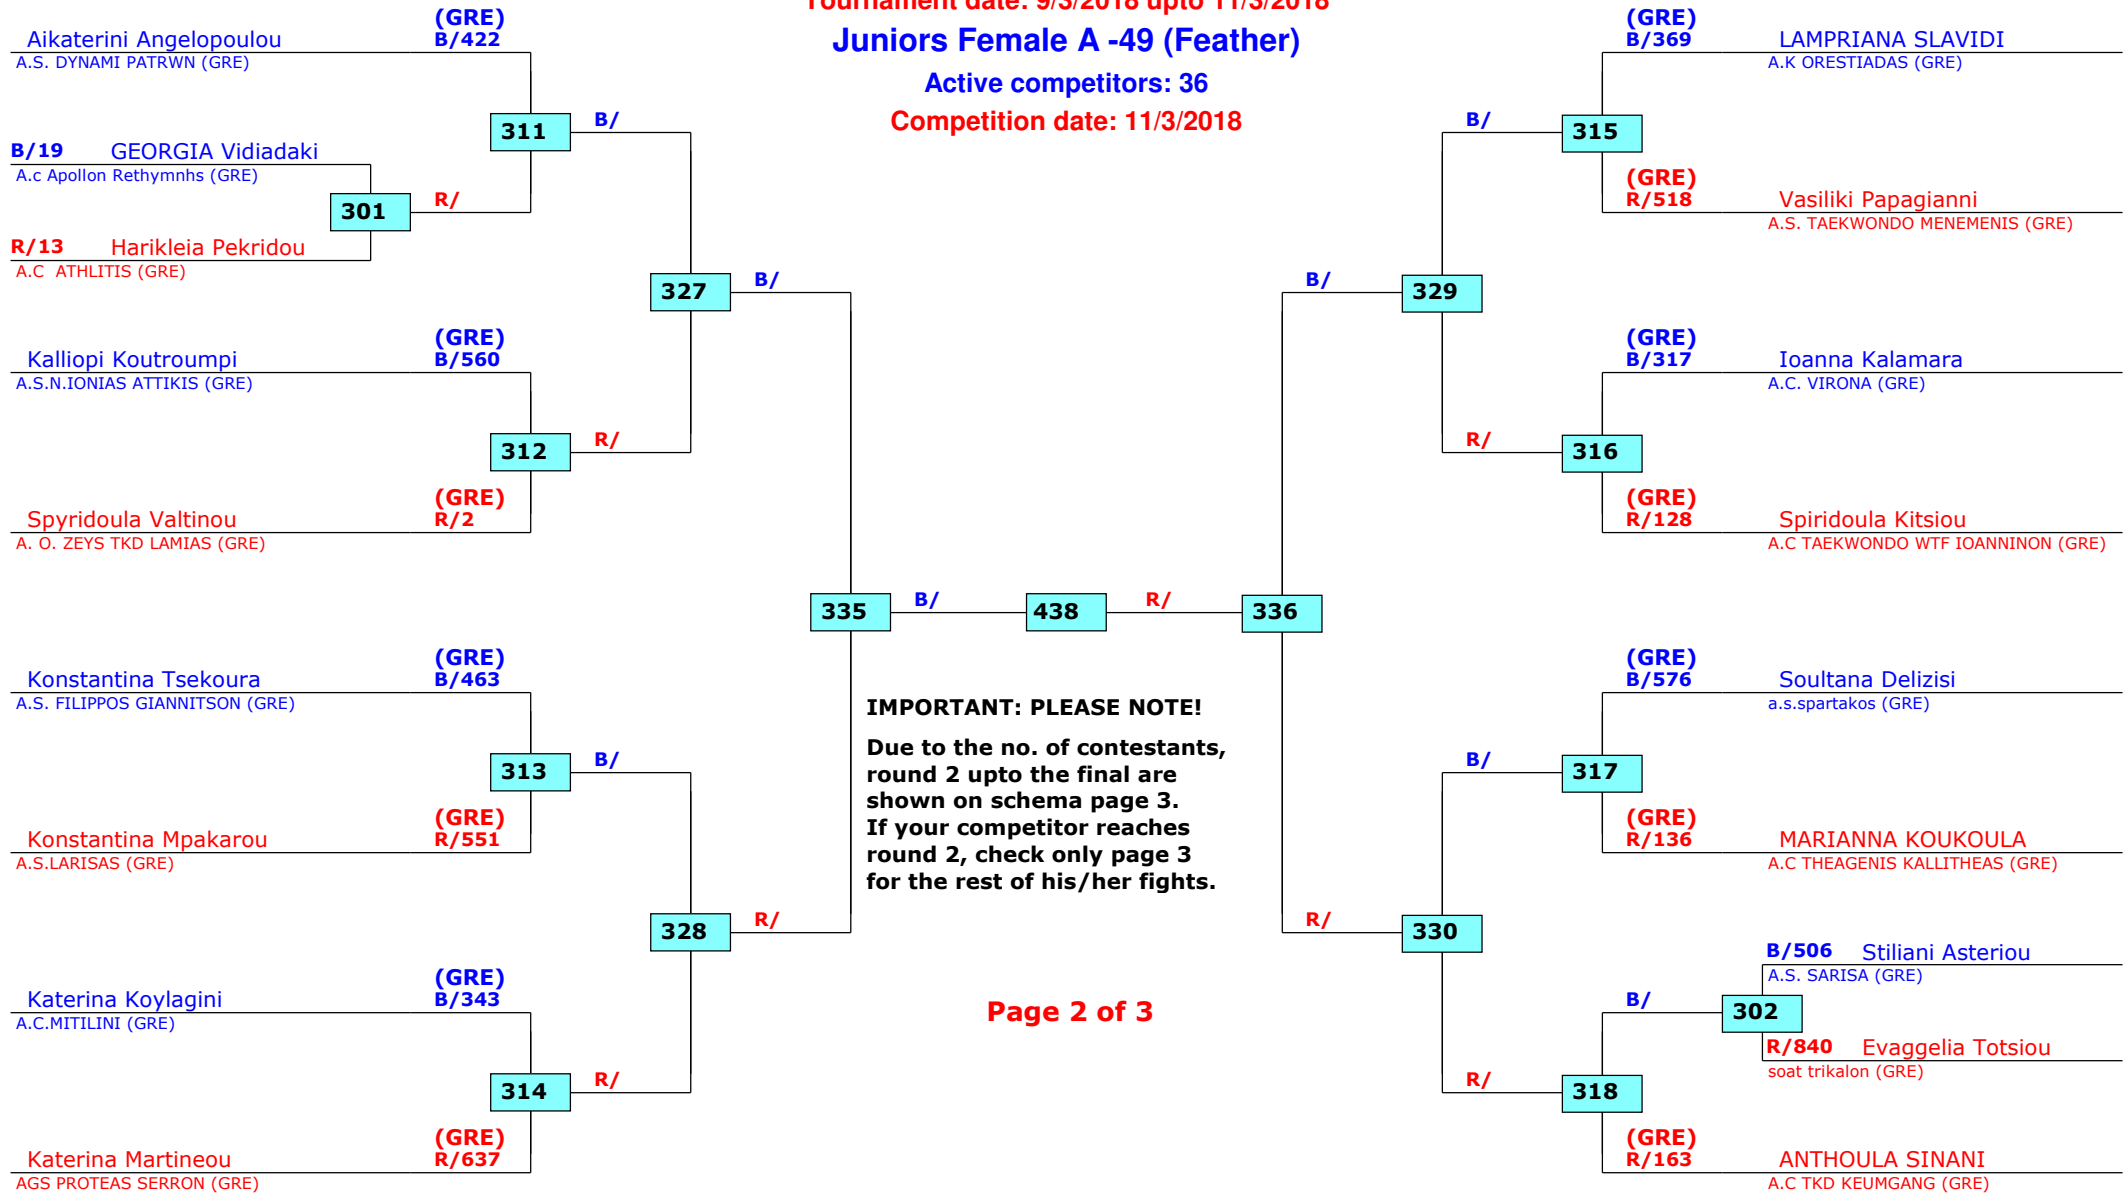 Tournament date: 9/3/2018 upto 11/3/2018
Juniors Female A -49 (Feather)
Active competitors: 36
Competition date: 11/3/2018
(GRE)
Aikaterini Angelopoulou B/422
A.S. DYNAMI PATRWN (GRE)
311
B/
B/19 GEORGIA Vidiadaki
A.c Apollon Rethymnhs (GRE)
301
R/
R/13 Harikleia Pekridou
A.C  ATHLITIS (GRE)
327
B/
(GRE)
Kalliopi Koutroumpi B/560
A.S.N.IONIAS ATTIKIS (GRE)
312
R/
(GRE)
Spyridoula Valtinou R/2
A. O. ZEYS TKD LAMIAS (GRE)
335
B/
438
R/
336
(GRE)
Konstantina Tsekoura B/463
A.S. FILIPPOS GIANNITSON (GRE)
313
B/
(GRE)
Konstantina Mpakarou R/551
A.S.LARISAS (GRE)
328
R/
(GRE)
Katerina Koylagini B/343
A.C.MITILINI (GRE)
314
R/
(GRE)
Katerina Martineou R/637
AGS PROTEAS SERRON (GRE)
IMPORTANT: PLEASE NOTE!
Due to the no. of contestants,
round 2 upto the final are
shown on schema page 3.
If your competitor reaches
round 2, check only page 3
for the rest of his/her fights.
Page 2 of 3
(GRE)
B/369 LAMPRIANA SLAVIDI
A.K ORESTIADAS (GRE)
B/
315
(GRE)
R/518 Vasiliki Papagianni
A.S. TAEKWONDO MENEMENIS (GRE)
B/
329
(GRE)
B/317 Ioanna Kalamara
A.C. VIRONA (GRE)
R/
316
(GRE)
R/128 Spiridoula Kitsiou
A.C TAEKWONDO WTF IOANNINON (GRE)
(GRE)
B/576 Soultana Delizisi
a.s.spartakos (GRE)
B/
317
(GRE)
R/136 MARIANNA KOUKOULA
A.C THEAGENIS KALLITHEAS (GRE)
R/
330
B/506 Stiliani Asteriou
A.S. SARISA (GRE)
B/
302
R/840 Evaggelia Totsiou
soat trikalon (GRE)
R/
318
(GRE)
R/163 ANTHOULA SINANI
A.C TKD KEUMGANG (GRE)